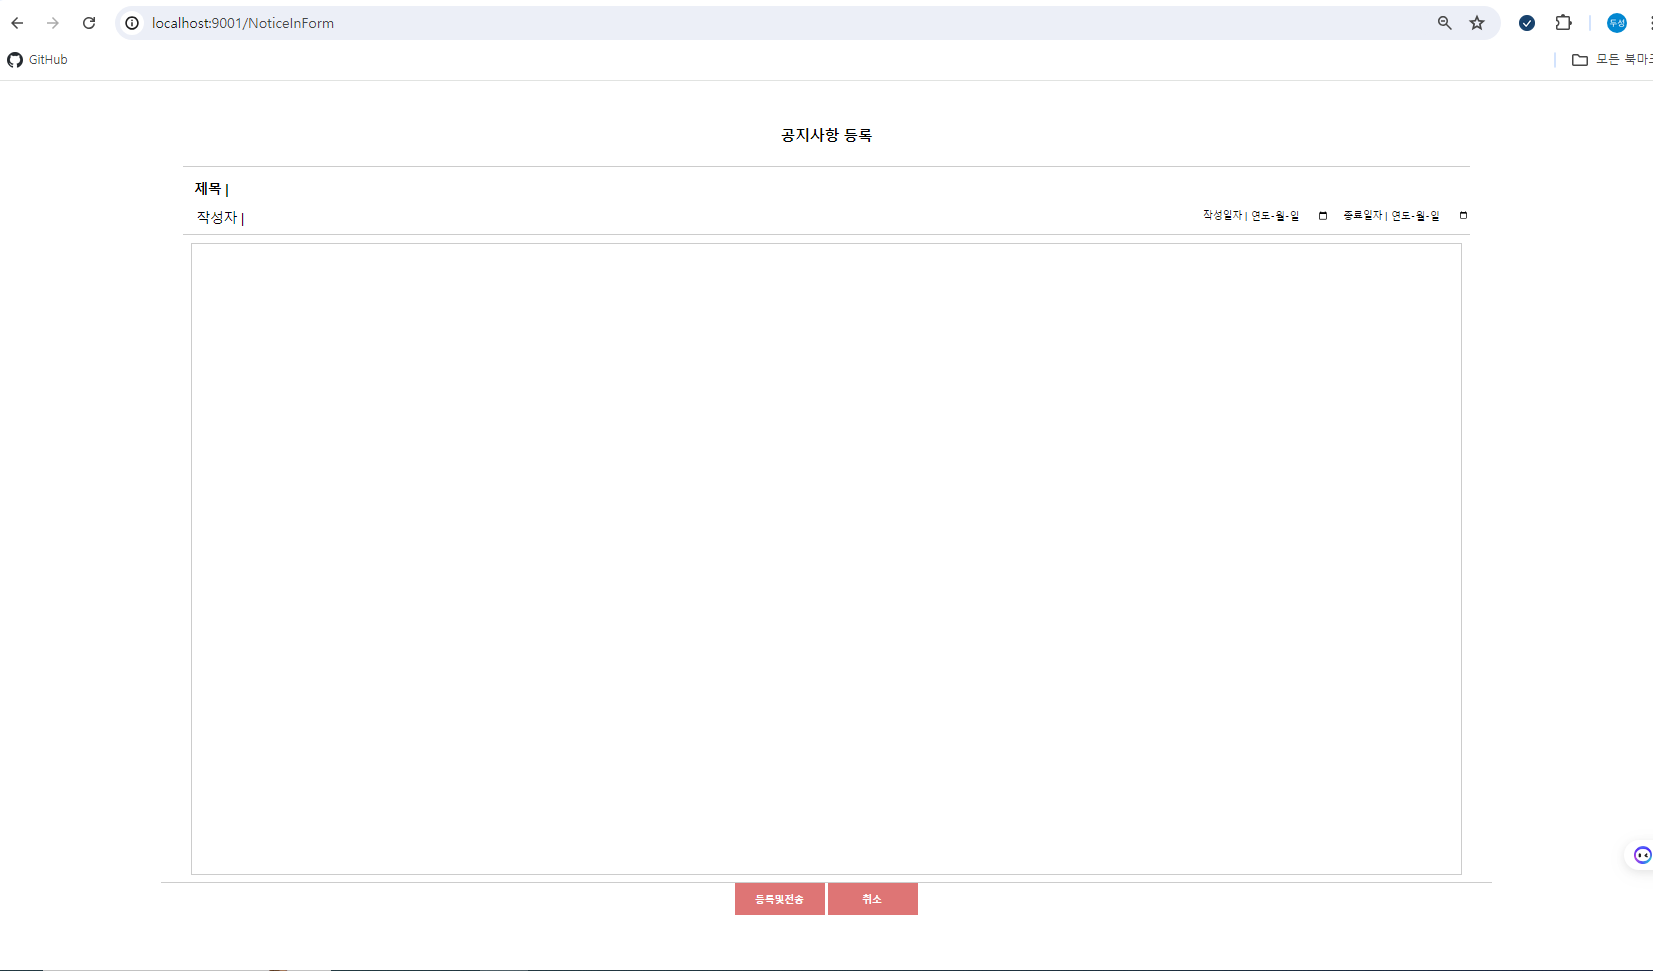 localhost:9001/NoticeInForm
두성
GitHub
모든 북마크
공지사항 등록
제목 |
작성자 |
작성일자 | 연도-월-일
종료일자 | 연도-월-일
등록및전송
취소